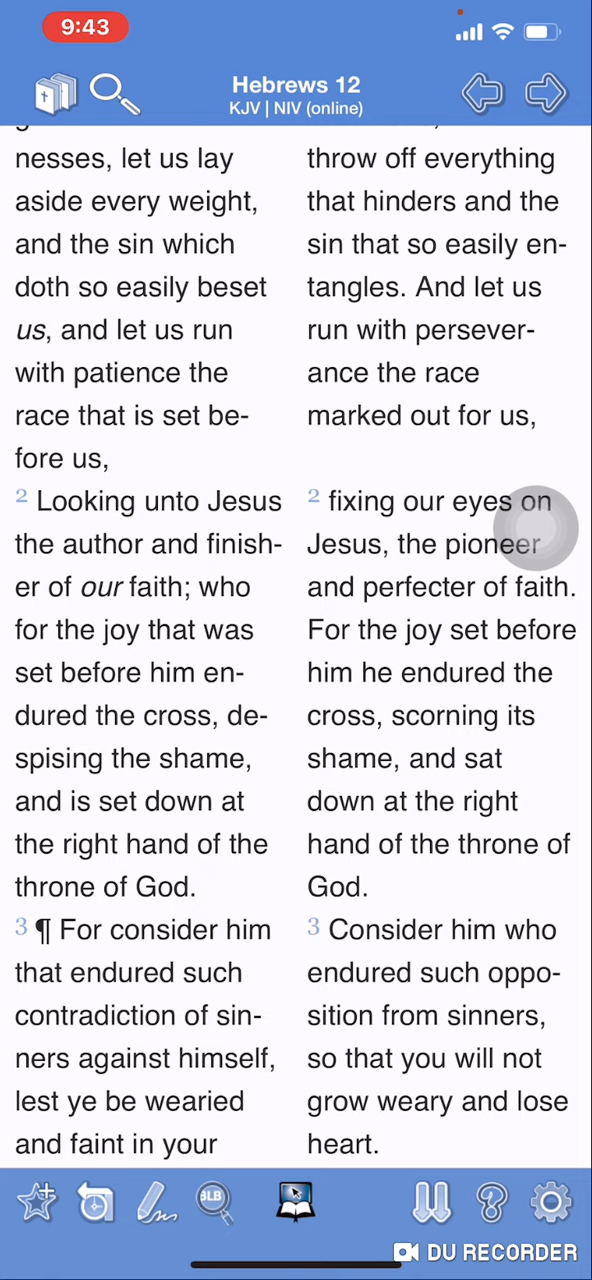 9:43
Hebrews 12
KJV | NIV (online)
nesses, let us lay
aside every weight,
and the sin which
doth so easily beset
us, and let us run
with patience the
race that is set be-
fore us,
2 Looking unto Jesus
the author and finish-
er of our faith; who
for the joy that was
set before him en-
dured the cross, de-
spising the shame,
and is set down at
the right hand of the
throne of God.
3 ¶ For consider him
that endured such
contradiction of sin-
ners against himself,
lest ye be wearied
and faint in your
throw off everything
that hinders and the
sin that so easily en-
tangles. And let us
run with persever-
ance the race
marked out for us,
2 fixing our eyes on
Jesus, the pioneer
and perfecter of faith.
For the joy set before
him he endured the
cross, scorning its
shame, and sat
down at the right
hand of the throne of
God.
3 Consider him who
endured such oppo-
sition from sinners,
so that you will not
grow weary and lose
heart.
BLB
DU RECORDER